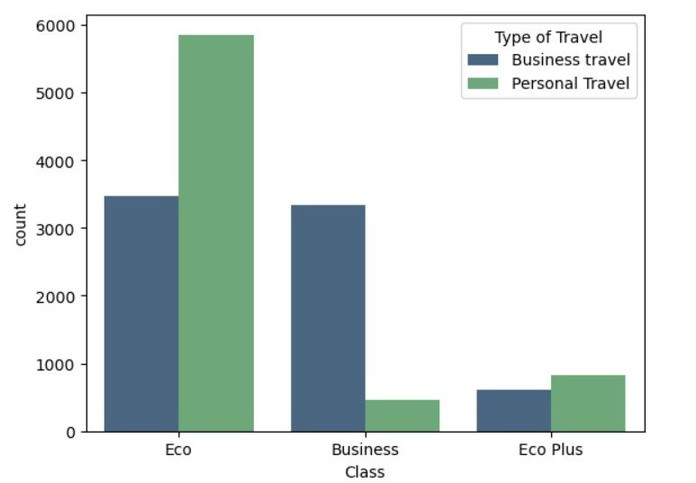 6000
5000
4000
3000
2000
1000
0
count
Type of Travel
Business travel
Personal Travel
Eco
Business
Eco Plus
Class